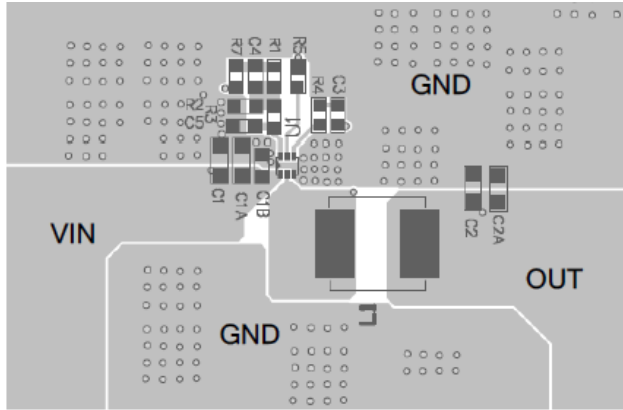 R7
C4
R1
R5
R4
C3
GND
R2
R3
C5
U1
C1
C1A
C1B
C2
C2A
VIN
OUT
L1
GND